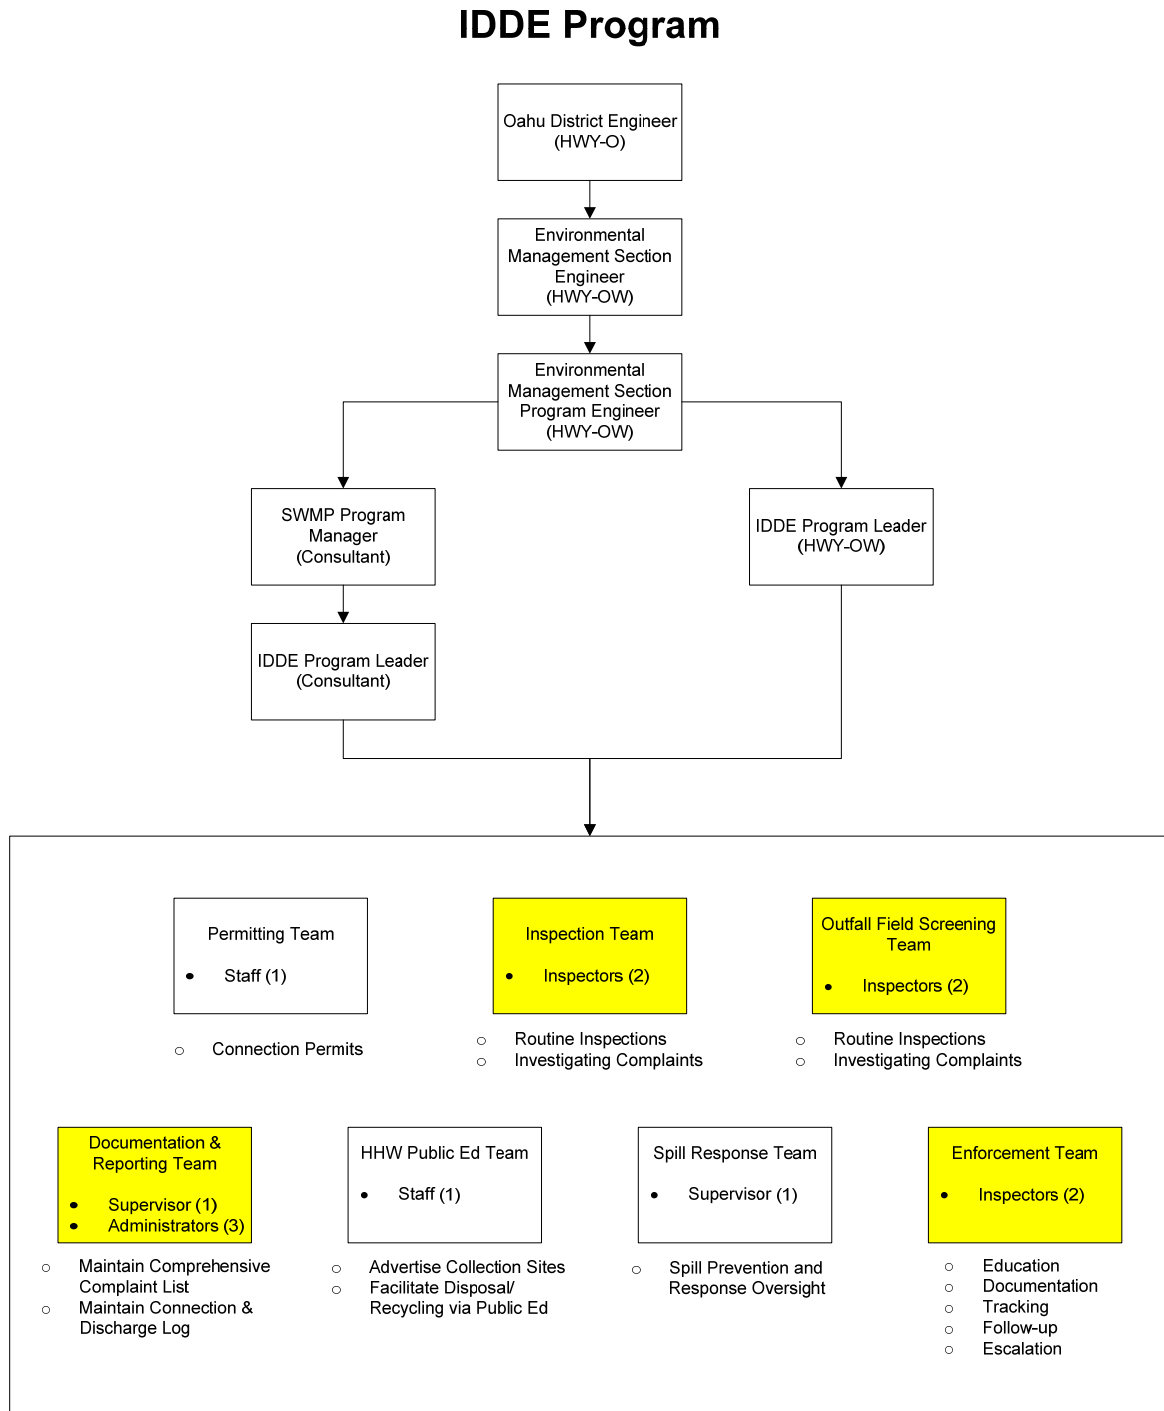 IDDE Program
Oahu District Engineer
(HWY-O)
Environmental
Management Section
Engineer
(HWY-OW)
Environmental
Management Section
Program Engineer
(HWY-OW)
SWMP Program
Manager
(Consultant)
IDDE Program Leader
(HWY-OW)
IDDE Program Leader
(Consultant)
Permitting Team
• Staff (1)
○ Connection Permits
Inspection Team
• Inspectors (2)
○ Routine Inspections
○ Investigating Complaints
Outfall Field Screening
Team
• Inspectors (2)
○ Routine Inspections
○ Investigating Complaints
Documentation &
Reporting Team
• Supervisor (1)
• Administrators (3)
○ Maintain Comprehensive
Complaint List
○ Maintain Connection &
Discharge Log
HHW Public Ed Team
• Staff (1)
○ Advertise Collection Sites
○ Facilitate Disposal/
Recycling via Public Ed
Spill Response Team
• Supervisor (1)
○ Spill Prevention and
Response Oversight
Enforcement Team
• Inspectors (2)
○ Education
○ Documentation
○ Tracking
○ Follow-up
○ Escalation